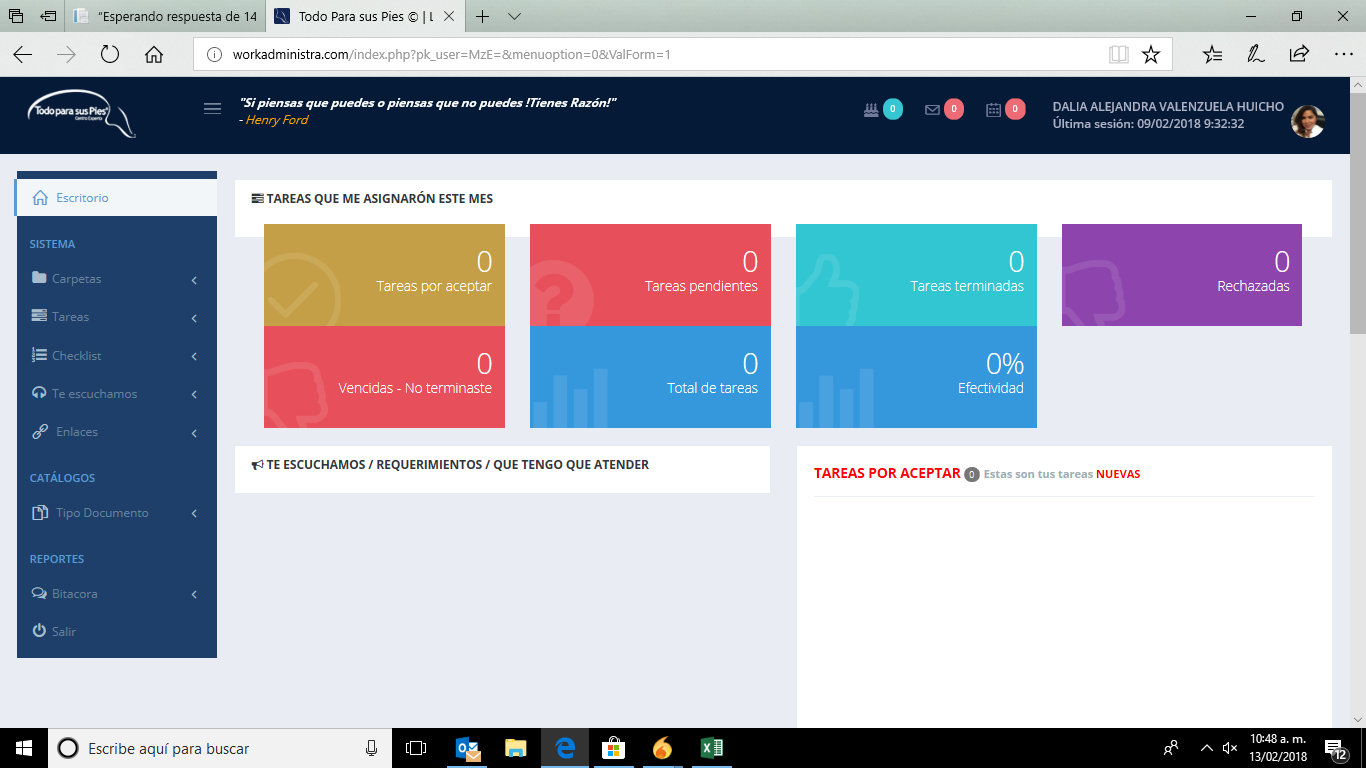 “Esperando respuesta de 14
Todo Para sus Pies © | L
workadministra.com/index.php?pk_user=MzE=&menuoption=0&ValForm=1
Todo para sus Pies®
Centro Experto
"Si piensas que puedes o piensas que no puedes !Tienes Razón!"
- Henry Ford
0
0
0
DALIA ALEJANDRA VALENZUELA HUICHO
Última sesión: 09/02/2018 9:32:32
Escritorio
SISTEMA
Carpetas
Tareas
Checklist
Te escuchamos
Enlaces
CATÁLOGOS
Tipo Documento
REPORTES
Bitacora
Salir
TAREAS QUE ME ASIGNARÓN ESTE MES
0
Tareas por aceptar
0
Tareas pendientes
0
Tareas terminadas
0
Rechazadas
0
Vencidas - No terminaste
0
Total de tareas
0%
Efectividad
TE ESCUCHAMOS / REQUERIMIENTOS / QUE TENGO QUE ATENDER
TAREAS POR ACEPTAR 0 Estas son tus tareas NUEVAS
Escribe aquí para buscar
10:48 a. m.
13/02/2018
12